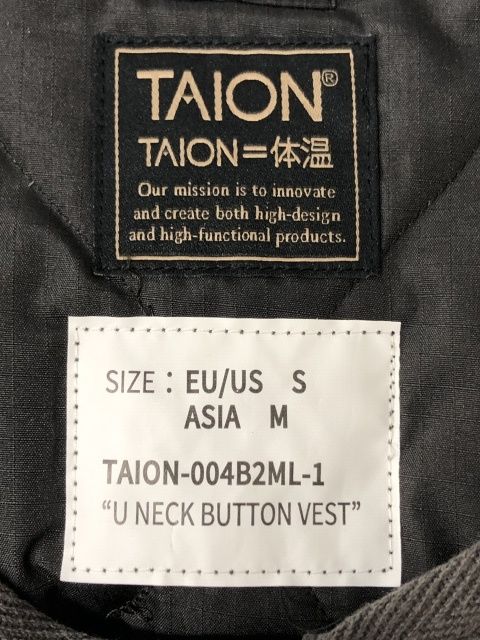 TAION®
TAION=体温
Our mission is to innovate
and create both high-design
and high-functional products.
SIZE : EU/US S
ASIA M
TAION-004B2ML-1
“U NECK BUTTON VEST”